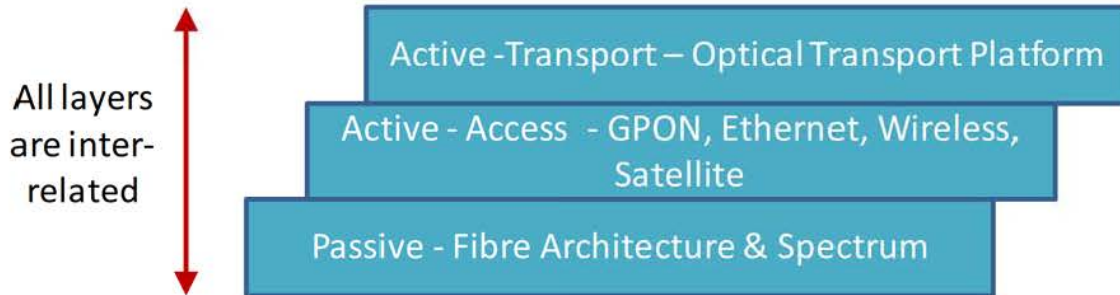 All layers
are inter-
related
Active -Transport – Optical Transport Platform
Active - Access  - GPON, Ethernet, Wireless,
Satellite
Passive - Fibre Architecture & Spectrum